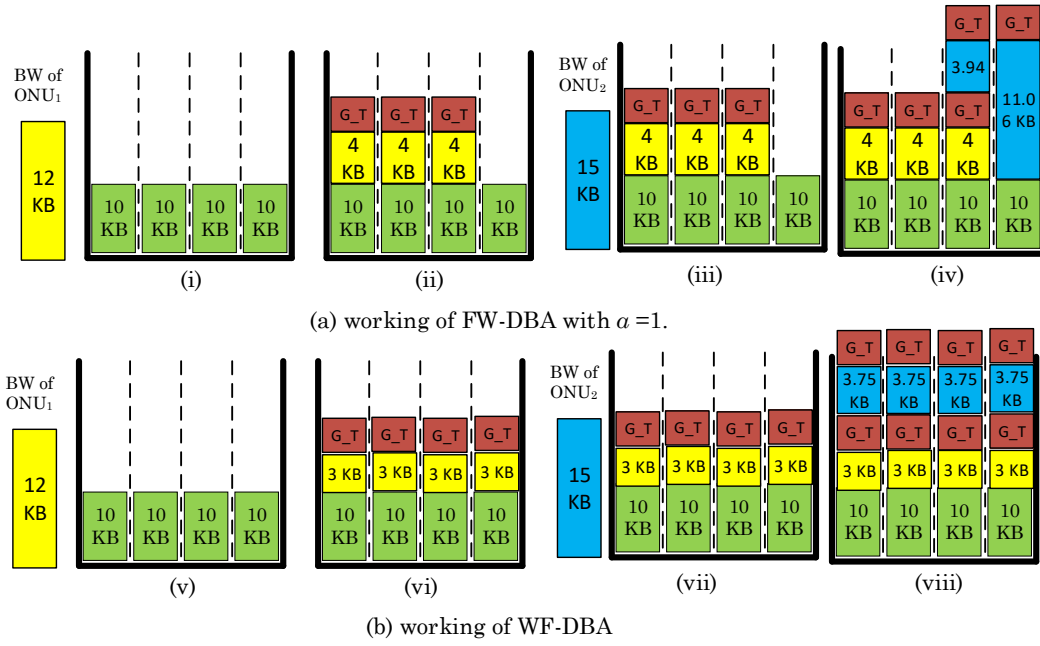 BW of
ONU₁
12
KB
10
KB
10
KB
10
KB
10
KB
(i)
G_T
G_T
G_T
4
KB
4
KB
4
KB
10
KB
10
KB
10
KB
10
KB
(ii)
BW of
ONU₂
15
KB
G_T
G_T
G_T
4
KB
4
KB
4
KB
10
KB
10
KB
10
KB
10
KB
(iii)
G_T
G_T
3.94
11.0
6 KB
G_T
G_T
G_T
4
KB
4
KB
4
KB
10
KB
10
KB
10
KB
10
KB
(iv)
(a) working of FW-DBA with a =1.
BW of
ONU₁
12
KB
10
KB
10
KB
10
KB
10
KB
(v)
G_T
G_T
G_T
G_T
3 KB
3 KB
3 KB
3 KB
10
KB
10
KB
10
KB
10
KB
(vi)
BW of
ONU₂
15
KB
G_T
G_T
G_T
G_T
3 KB
3 KB
3 KB
3 KB
10
KB
10
KB
10
KB
10
KB
(vii)
G_T
G_T
G_T
G_T
3.75
KB
3.75
KB
3.75
KB
3.75
KB
G_T
G_T
G_T
G_T
3 KB
3 KB
3 KB
3 KB
10
KB
10
KB
10
KB
10
KB
(viii)
(b) working of WF-DBA